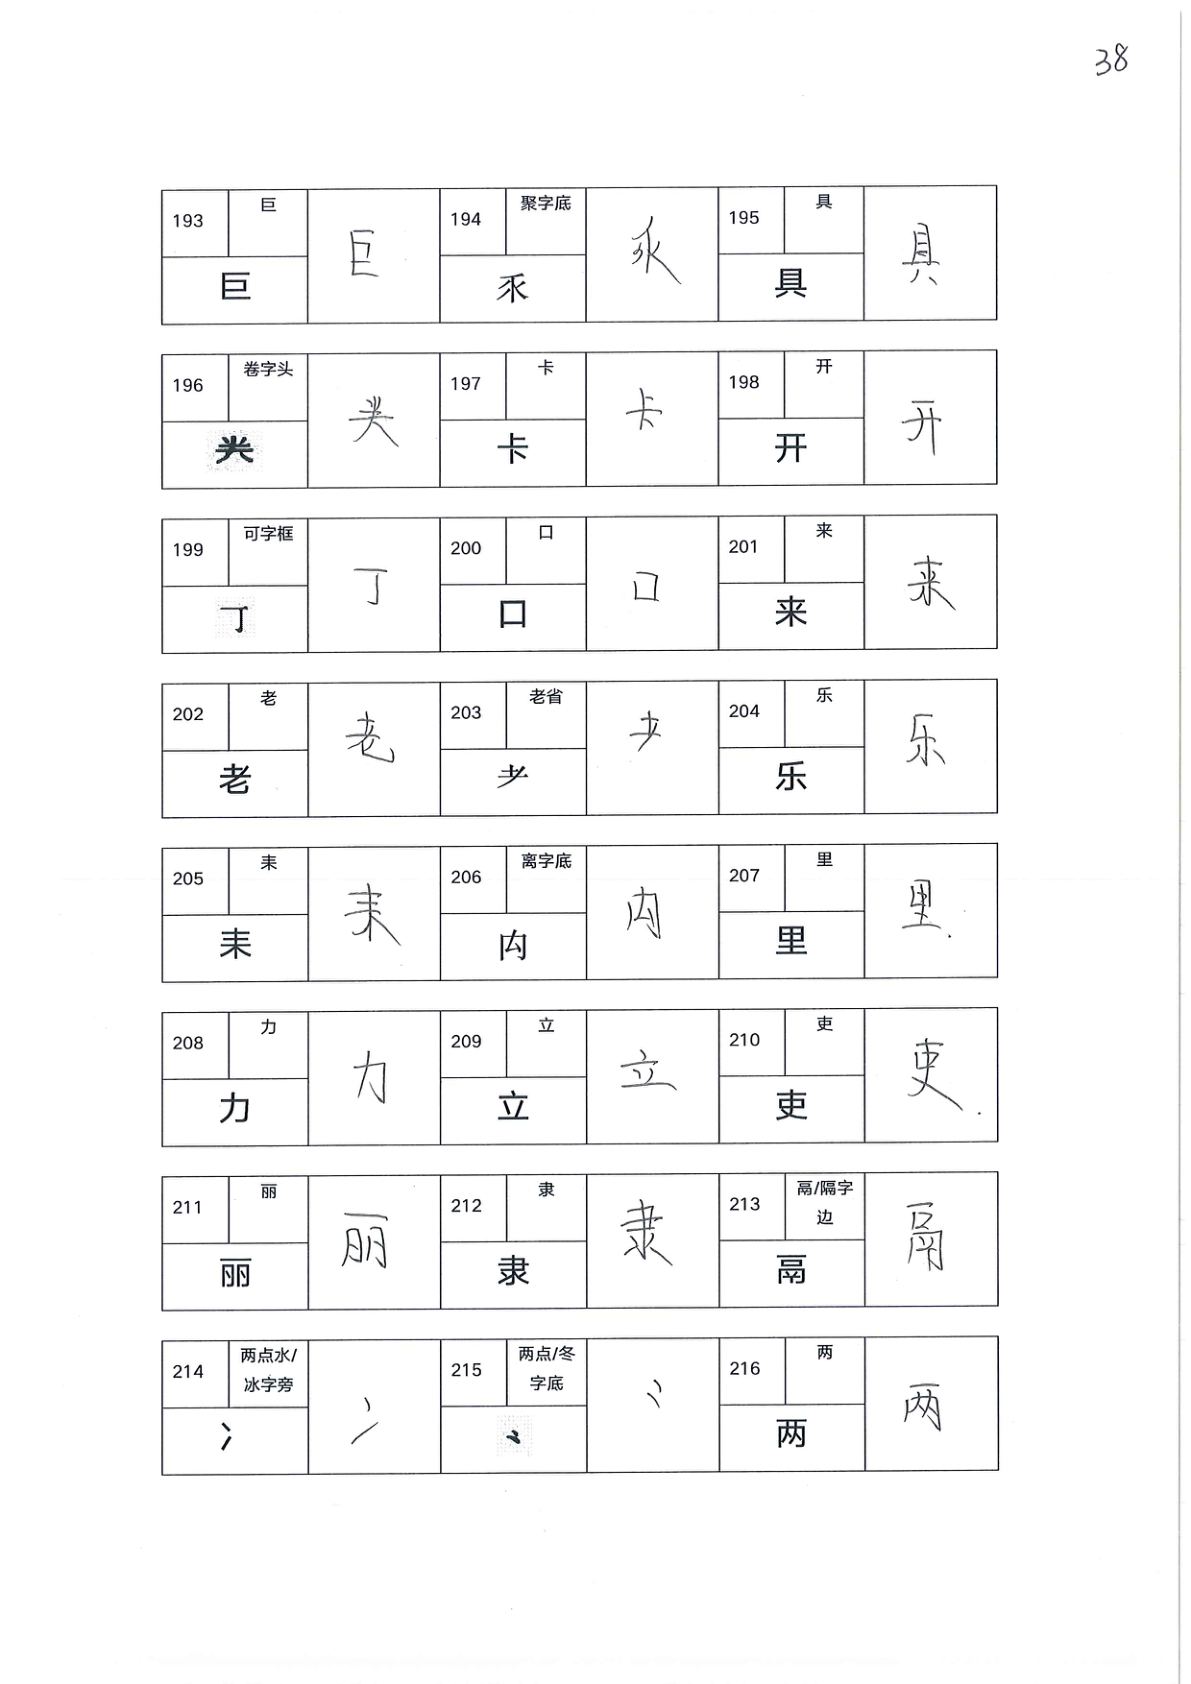 38
193 巨 巨 巨 194 聚字底 乑 乑 195 具 具 具
196 卷字头 龹 龹 197 卡 卡 卡 198 开 开 开
199 可字框 丁 丁 200 口 口 口 201 来 来 来
202 老 老 老 203 老省 耂 耂 204 乐 乐 乐
205 耒 耒 耒 206 离字底 禸 禸 207 里 里 里
208 力 力 力 209 立 立 立 210 吏 吏 吏
211 丽 丽 丽 212 隶 隶 隶 213 鬲/隔字边 鬲 鬲
214 两点水/冰字旁 冫 冫 215 两点/冬字底 ⺀ ⺀ 216 两 两 两